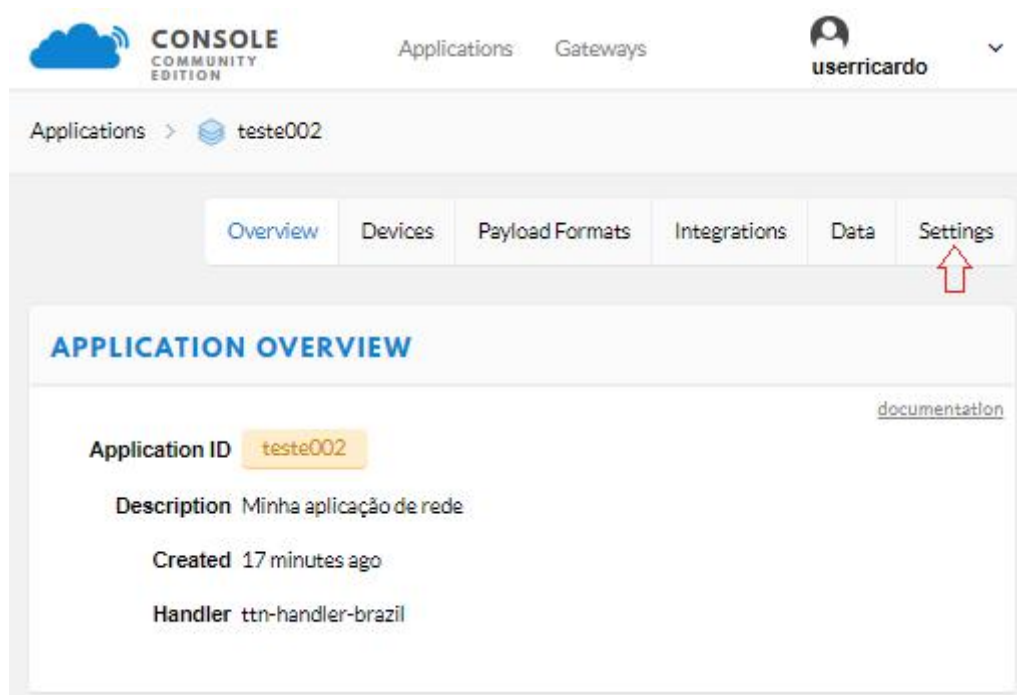 CONSOLE
COMMUNITY
EDITION
Applications Gateways
userricardo
Applications > teste002
Overview Devices Payload Formats Integrations Data Settings
APPLICATION OVERVIEW
documentation
Application ID teste002
Description Minha aplicação de rede
Created 17 minutes ago
Handler ttn-handler-brazil